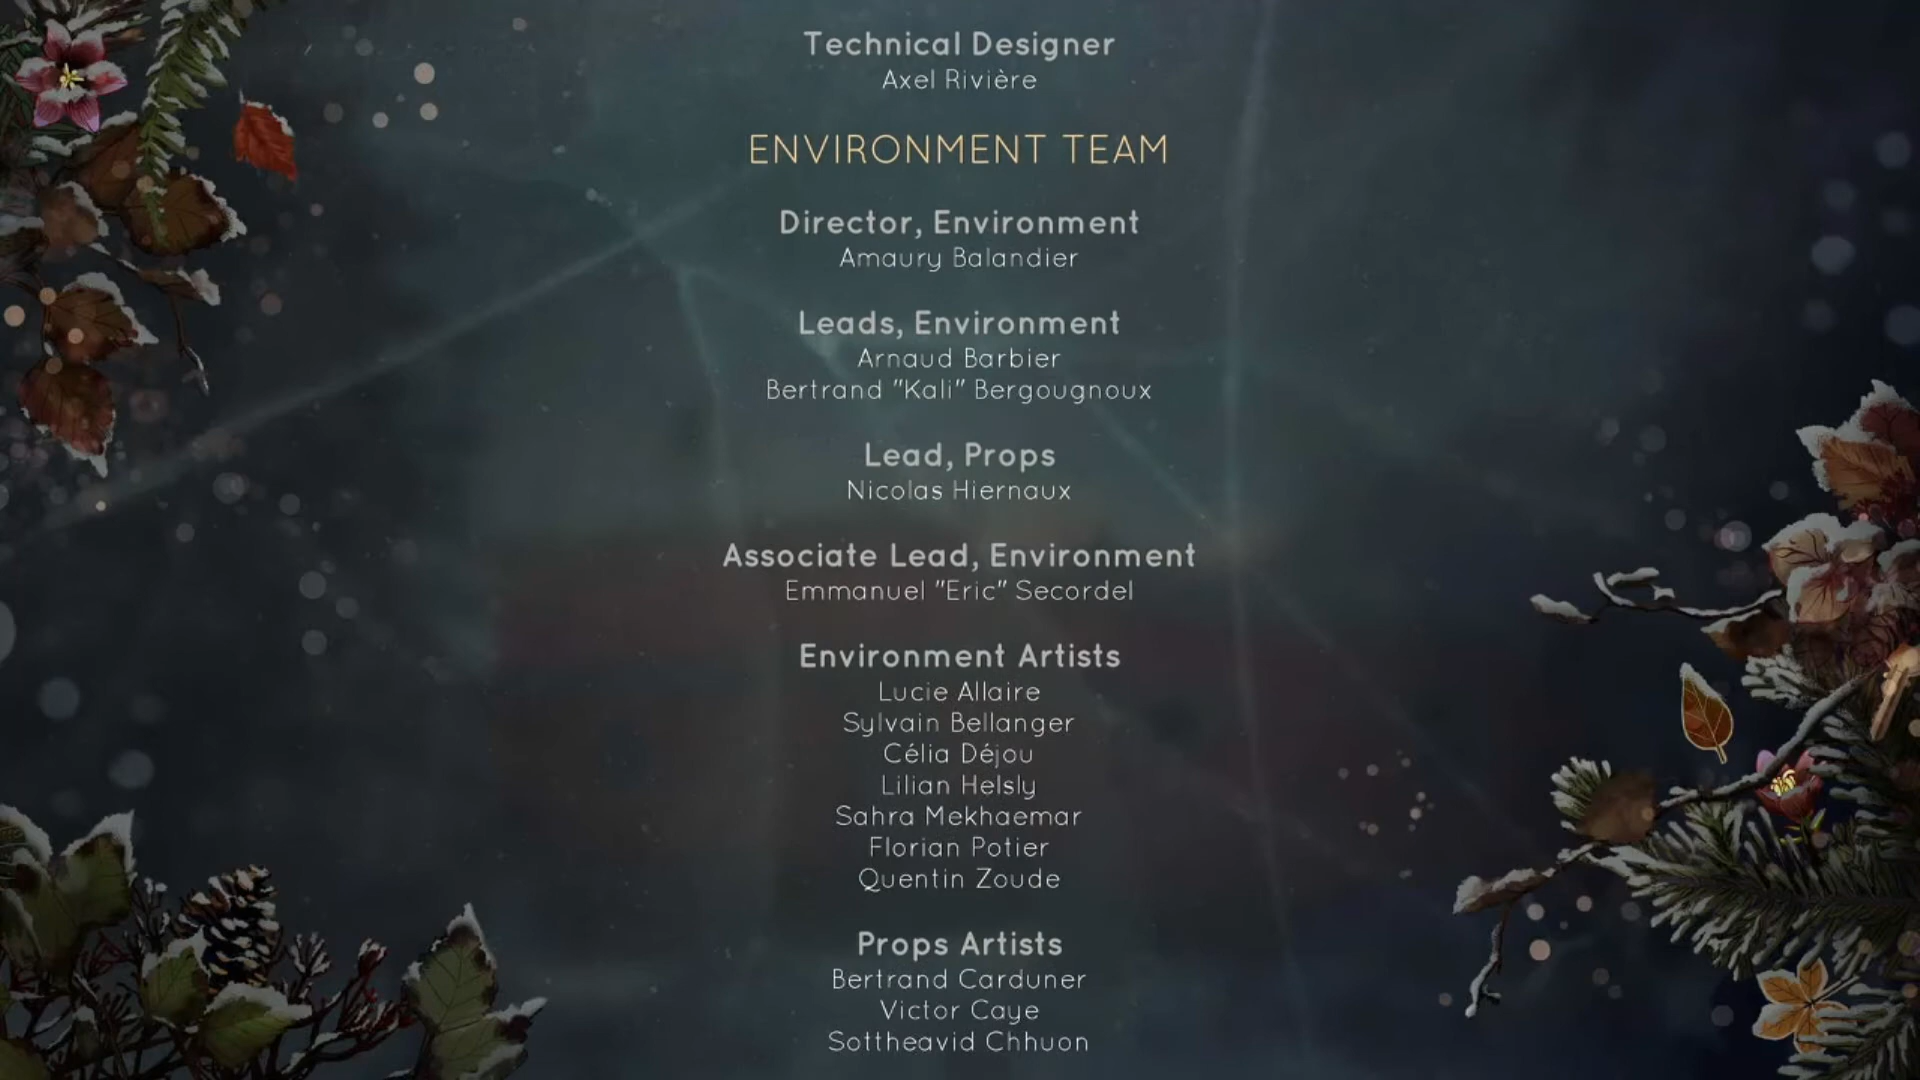 Technical Designer
Axel Rivière
ENVIRONMENT TEAM
Director, Environment
Amaury Balandier
Leads, Environment
Arnaud Barbier
Bertrand "Kali" Bergougnoux
Lead, Props
Nicolas Hiernaux
Associate Lead, Environment
Emmanuel "Eric" Secordel
Environment Artists
Lucie Allaire
Sylvain Bellanger
Célia Déjou
Lilian Helsly
Sahra Mekhaemar
Florian Potier
Quentin Zoude
Props Artists
Bertrand Carduner
Victor Caye
Sottheavid Chhuon